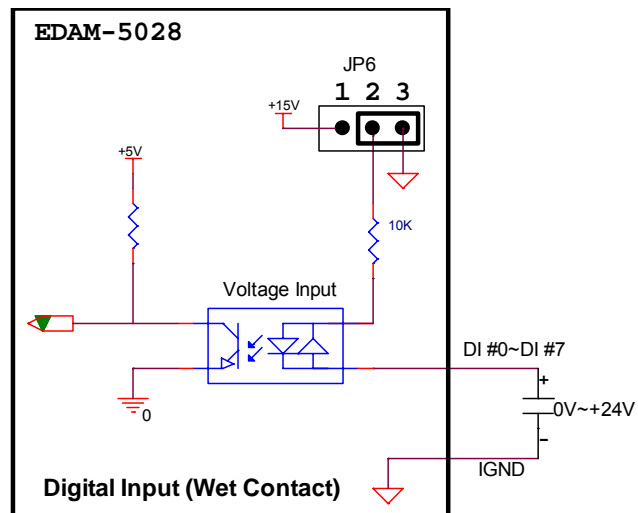 EDAM-5028
JP6
1 2 3
+15V
+5V
10K
Voltage Input
DI #0~DI #7
+
0V~+24V
-
0
IGND
Digital Input (Wet Contact)